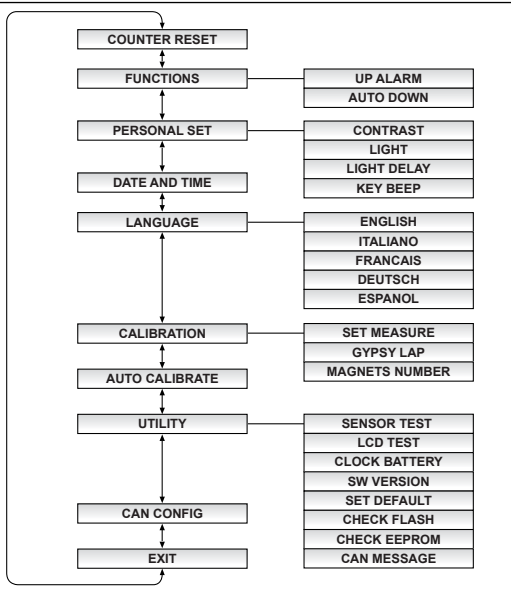 COUNTER RESET
FUNCTIONS
UP ALARM
AUTO DOWN
PERSONAL SET
CONTRAST
LIGHT
LIGHT DELAY
KEY BEEP
DATE AND TIME
LANGUAGE
ENGLISH
ITALIANO
FRANCAIS
DEUTSCH
ESPANOL
CALIBRATION
SET MEASURE
GYPSY LAP
MAGNETS NUMBER
AUTO CALIBRATE
UTILITY
SENSOR TEST
LCD TEST
CLOCK BATTERY
SW VERSION
SET DEFAULT
CHECK FLASH
CHECK EEPROM
CAN MESSAGE
CAN CONFIG
EXIT